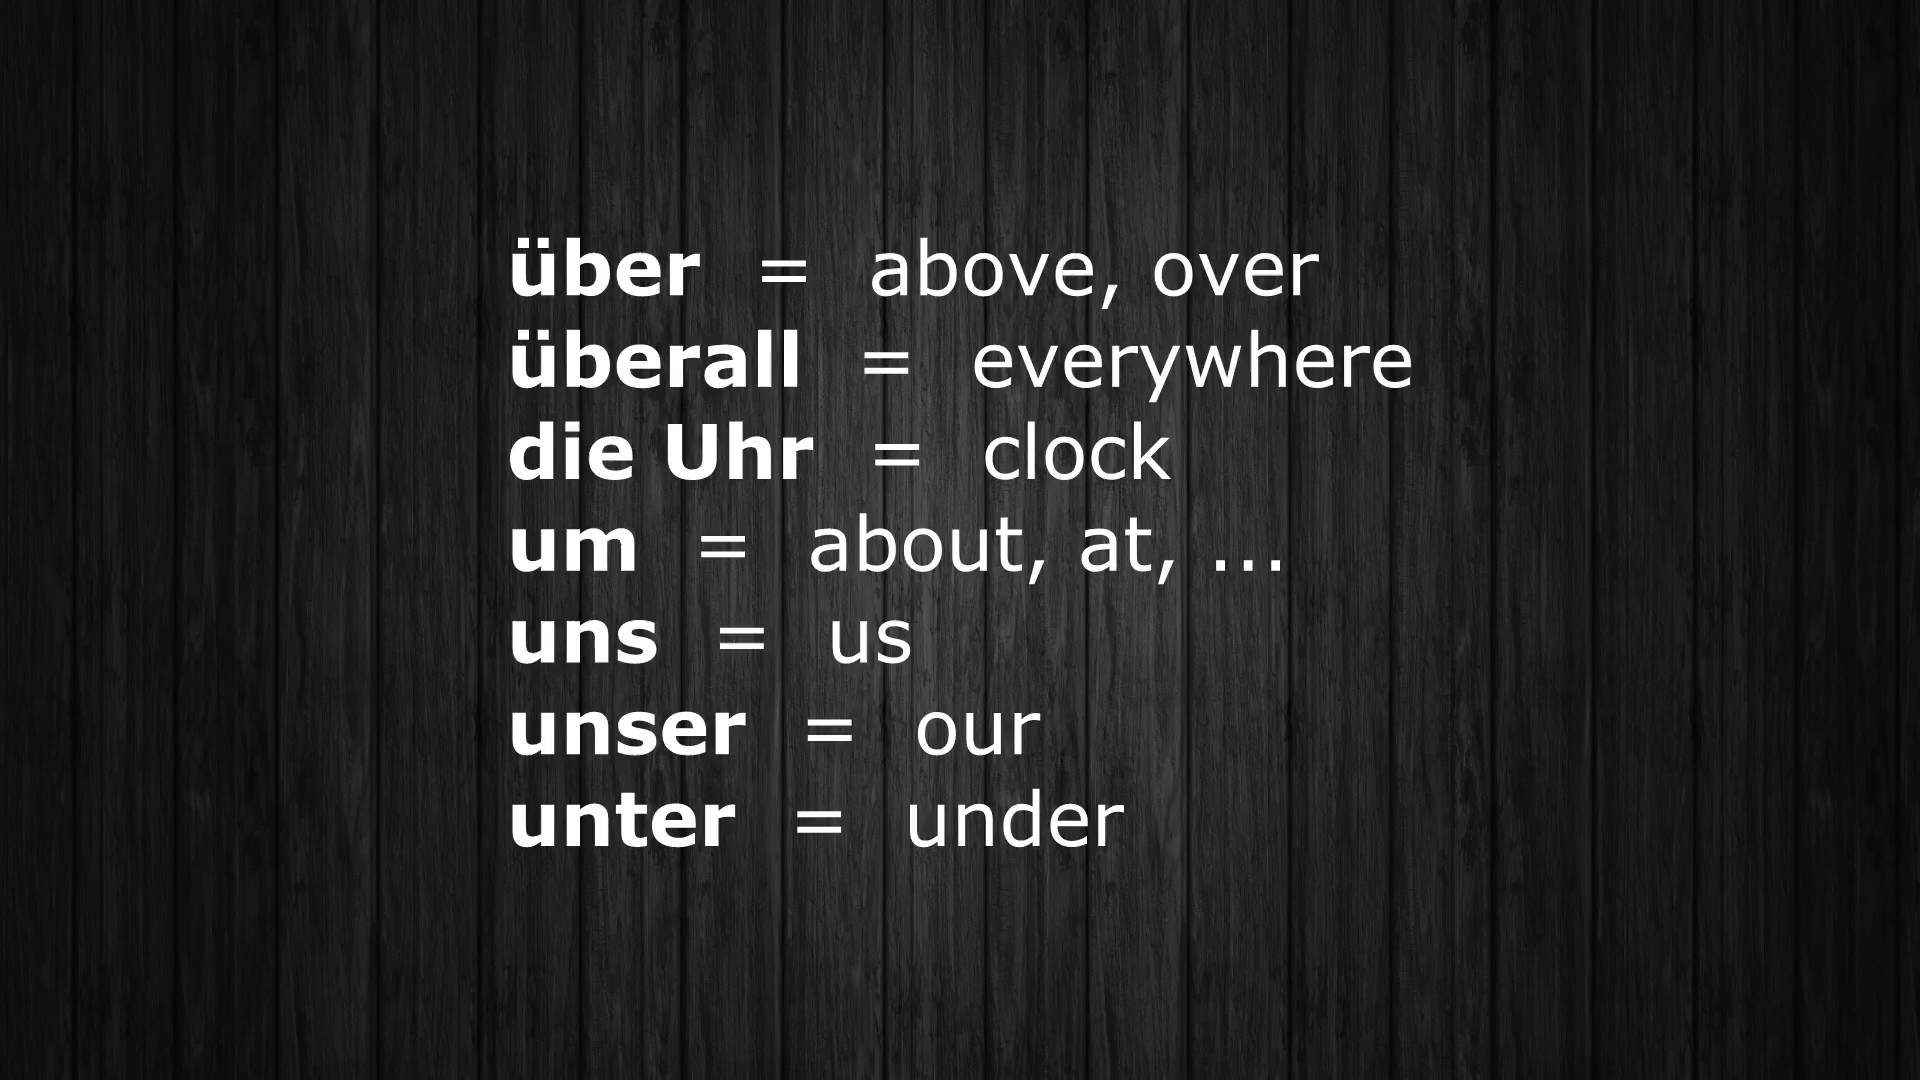 über = above, over
überall = everywhere
die Uhr = clock
um = about, at, ...
uns = us
unser = our
unter = under